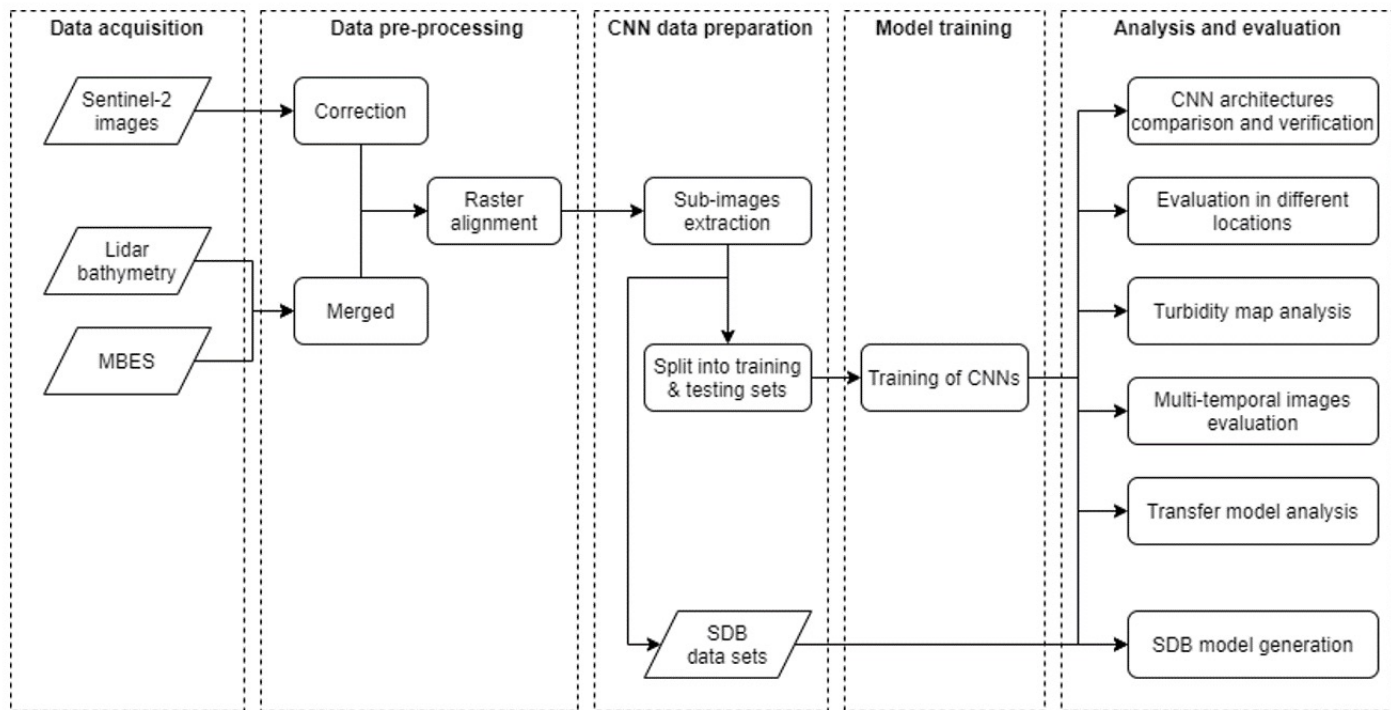 Data acquisition
Data pre-processing
CNN data preparation
Model training
Analysis and evaluation
Sentinel-2
images
Lidar
bathymetry
MBES
Correction
Merged
Raster
alignment
Sub-images
extraction
Split into training
& testing sets
SDB
data sets
Training of CNNs
CNN architectures
comparison and verification
Evaluation in different
locations
Turbidity map analysis
Multi-temporal images
evaluation
Transfer model analysis
SDB model generation